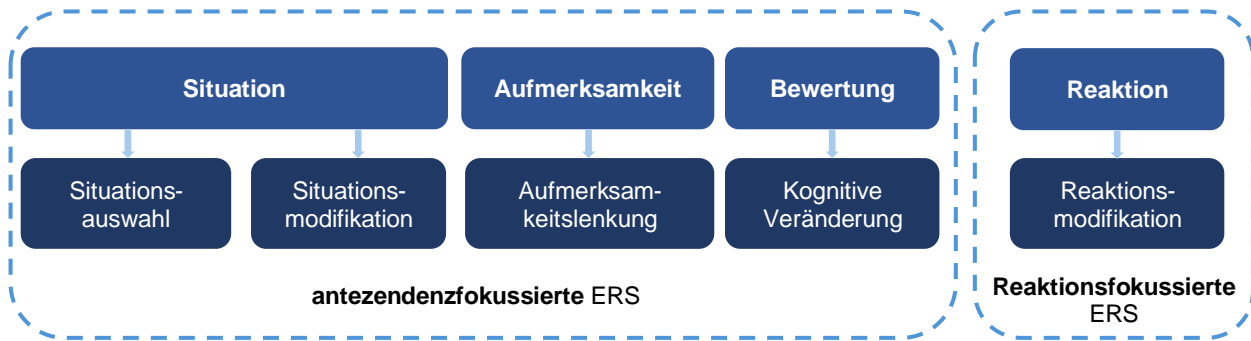 Situation
Aufmerksamkeit
Bewertung
Reaktion
Situations-
auswahl
Situations-
modifikation
Aufmerksam-
keitslenkung
Kognitive
Veränderung
Reaktions-
modifikation
antezendenzfokussierte ERS
Reaktionsfokussierte
ERS